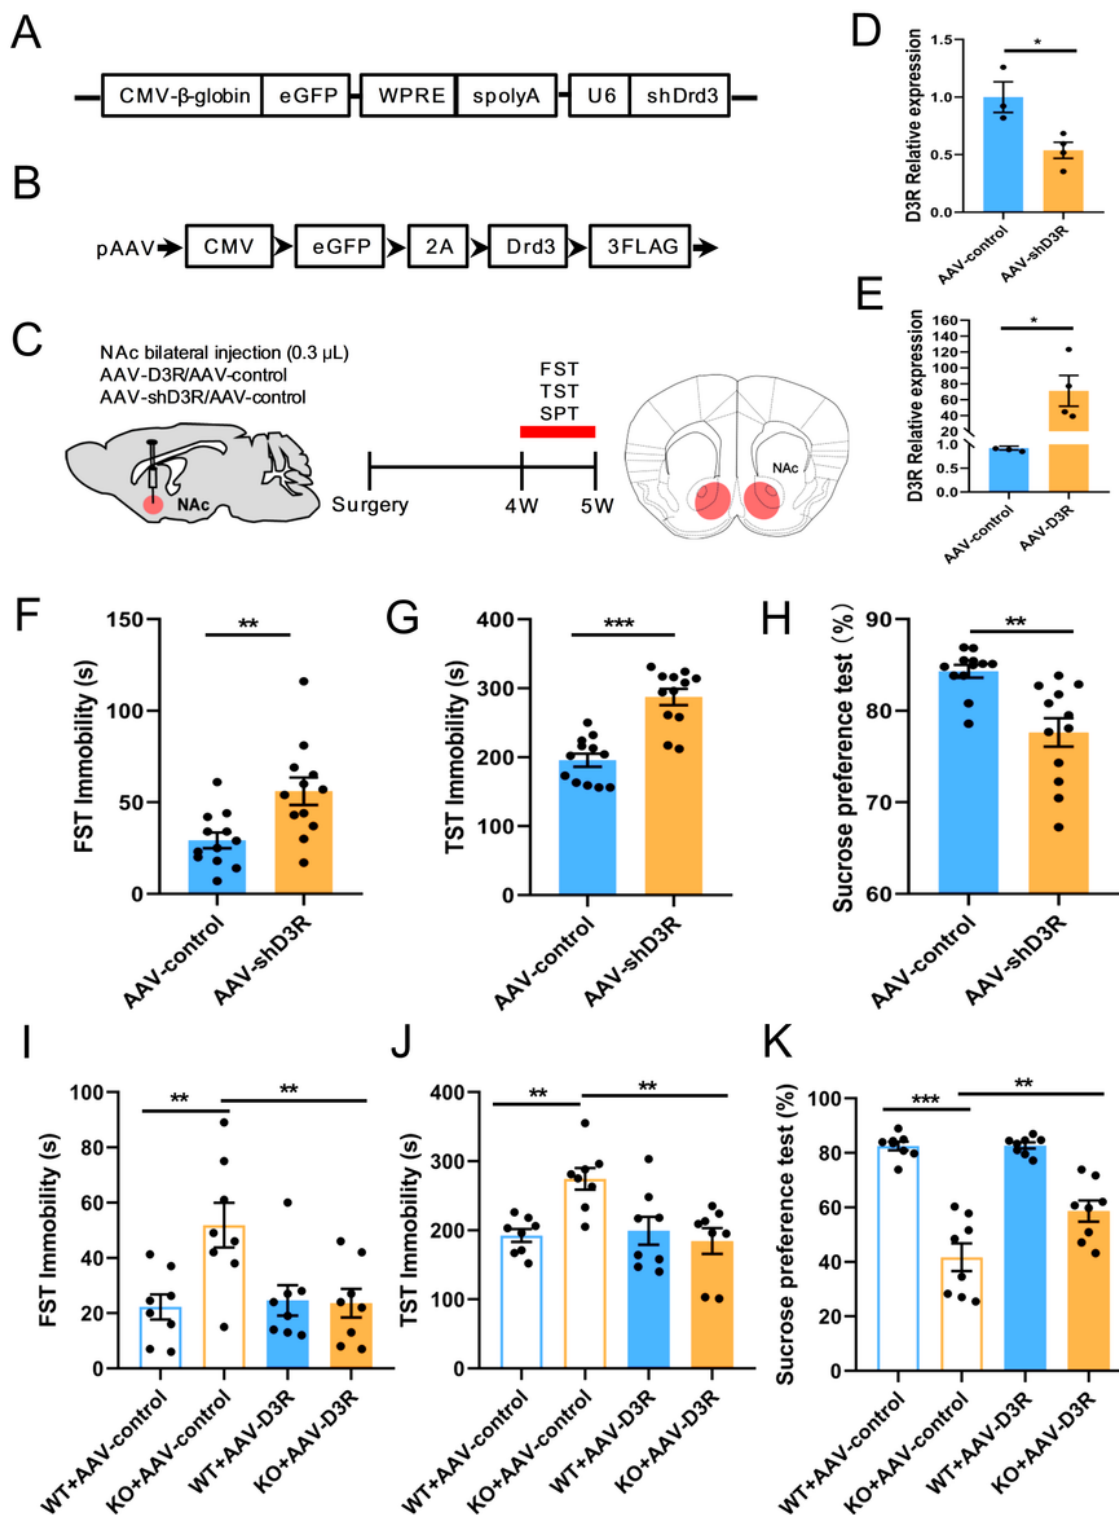 A
CMV-β-globin eGFP WPRE spolyA U6 shDrd3
B
pAAV CMV eGFP 2A Drd3 3FLAG
C
NAc bilateral injection (0.3 μL)
AAV-D3R/AAV-control
AAV-shD3R/AAV-control
NAc
FST
TST
SPT
Surgery 4W 5W
NAc
D
D3R Relative expression
1.5
1.0
0.5
0.0
*
AAV-control AAV-shD3R
E
D3R Relative expression
160
140
120
100
80
60
40
20
1.0
0.5
0.0
*
AAV-control AAV-D3R
F
FST Immobility (s)
150
100
50
0
**
AAV-control AAV-shD3R
G
TST Immobility (s)
400
300
200
100
0
***
AAV-control AAV-shD3R
H
Sucrose preference test (%)
90
80
70
60
**
AAV-control AAV-shD3R
I
FST Immobility (s)
100
80
60
40
20
0
** **
WT+AAV-control KO+AAV-control WT+AAV-D3R KO+AAV-D3R
J
TST Immobility (s)
400
300
200
100
0
** **
WT+AAV-control KO+AAV-control WT+AAV-D3R KO+AAV-D3R
K
Sucrose preference test (%)
100
80
60
40
20
0
*** **
WT+AAV-control KO+AAV-control WT+AAV-D3R KO+AAV-D3R